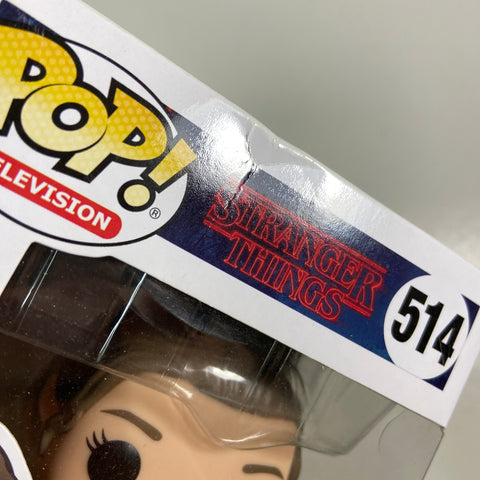 POP!
®
TELEVISION
STRANGER
THINGS
514